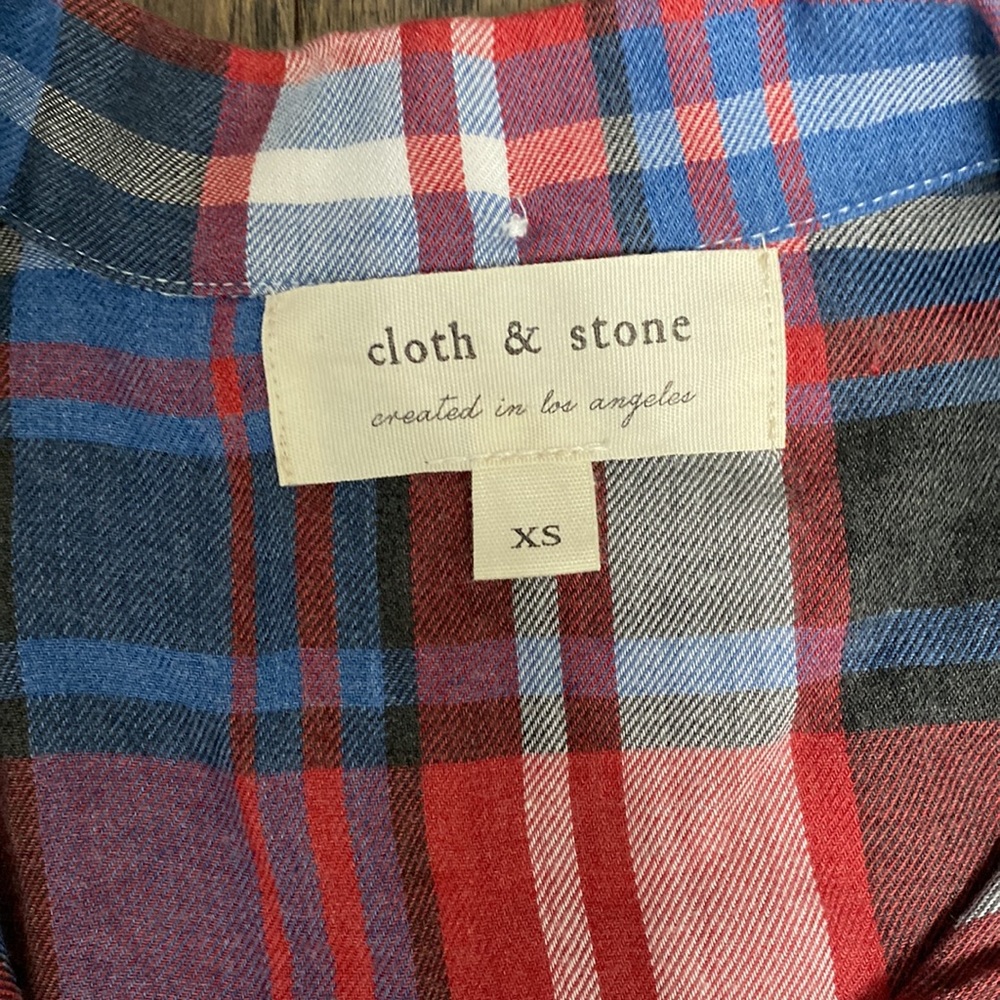 cloth & stone
created in los angeles
XS